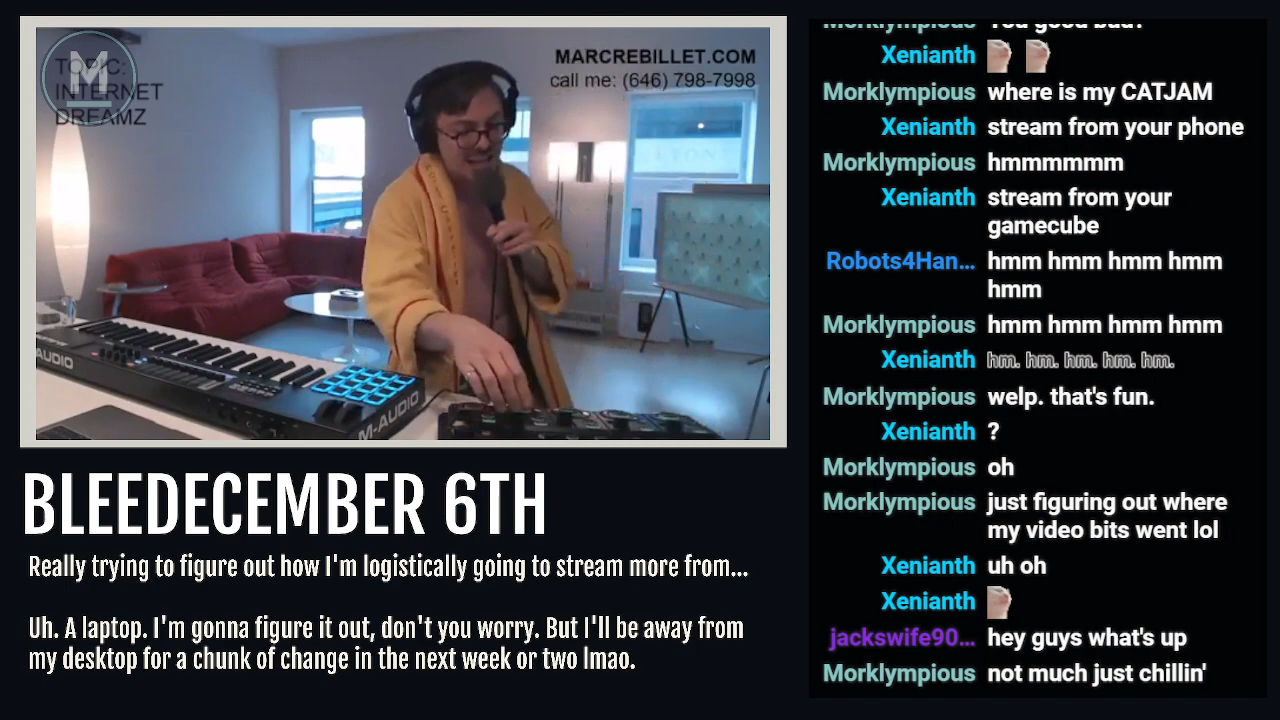 M
TOPIC:
INTERNET
DREAMZ
MARCREBILLET.COM
call me: (646) 798-7998
M-AUDIO
M-AUDIO
BLEEDECEMBER 6TH
Really trying to figure out how I'm logistically going to stream more from...
Uh. A laptop. I'm gonna figure it out, don't you worry. But I'll be away from
my desktop for a chunk of change in the next week or two lmao.
Morklympious You good bud?
Xenianth
Morklympious where is my CATJAM
Xenianth stream from your phone
Morklympious hmmmmmm
Xenianth stream from your
gamecube
Robots4Han... hmm hmm hmm hmm
hmm
Morklympious hmm hmm hmm hmm
Xenianth hm. hm. hm. hm. hm.
Morklympious welp. that's fun.
Xenianth ?
Morklympious oh
Morklympious just figuring out where
my video bits went lol
Xenianth uh oh
Xenianth
jackswife90... hey guys what's up
Morklympious not much just chillin'